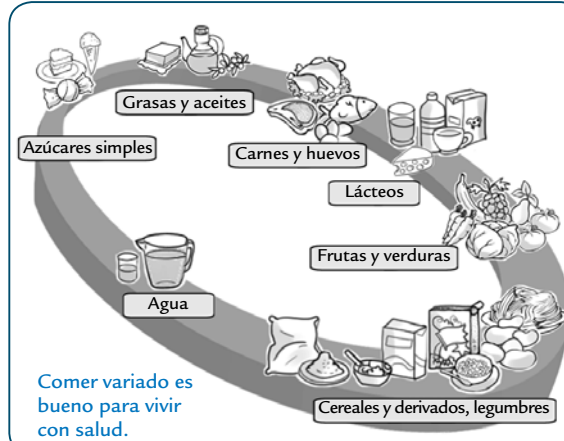 Grasas y aceites
Azúcares simples
Carnes y huevos
Lácteos
Frutas y verduras
Agua
Cereales y derivados, legumbres
Comer variado es
bueno para vivir
con salud.